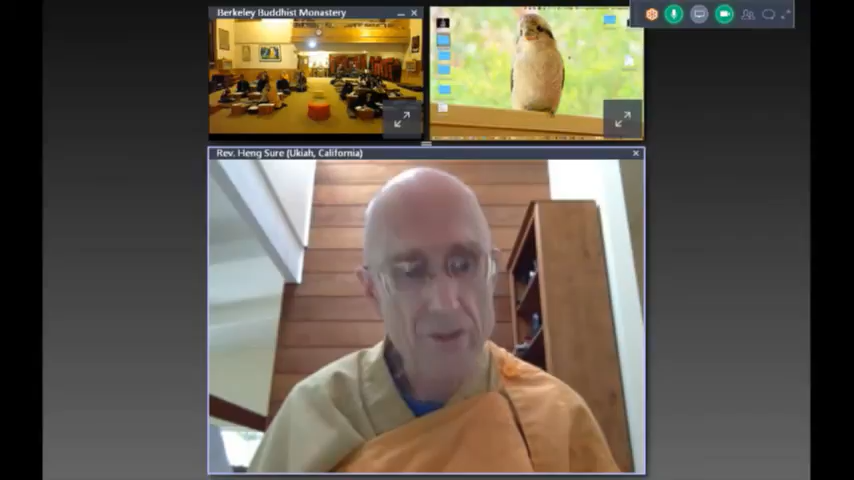 Berkeley Buddhist Monastery
Rev. Heng Sure (Ukiah, California)